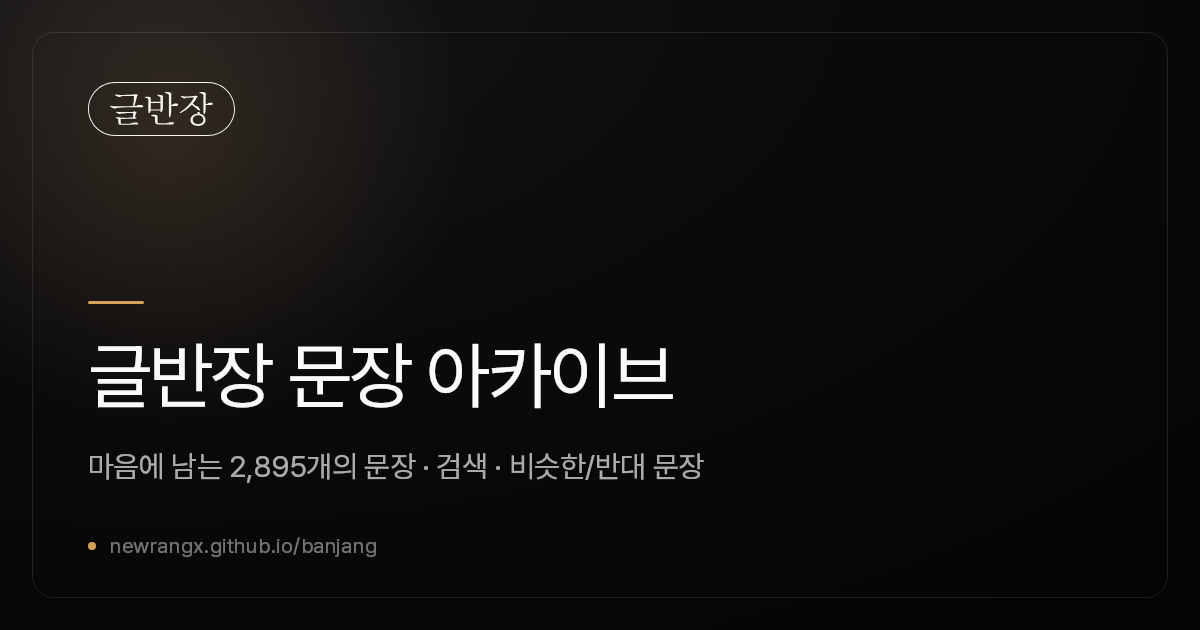 글반장
글반장 문장 아카이브
마음에 남는 2,895개의 문장 · 검색 · 비슷한/반대 문장
newrangx.github.io/banjang